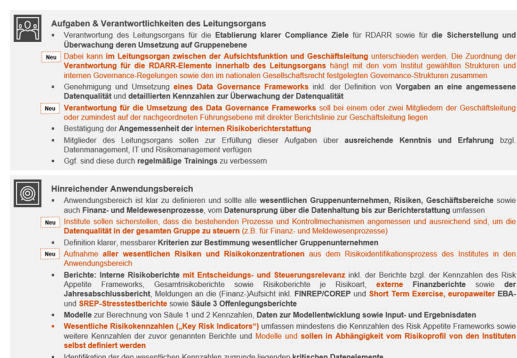 Aufgaben & Verantwortlichkeiten des Leitungsorgans
• Verantwortung des Leitungsorgans für die Etablierung klarer Compliance Ziele für RDARR sowie für die Sicherstellung und
Überwachung deren Umsetzung auf Gruppenebene
Neu Dabei kann im Leitungsorgan zwischen der Aufsichtsfunktion und Geschäftsleitung unterschieden werden. Die Zuordnung der
Verantwortung für die RDARR-Elemente innerhalb des Leitungsorgans hängt mit den vom Institut gewählten Strukturen und
internen Governance-Regelungen sowie den im nationalen Gesellschaftsrecht festgelegten Governance-Strukturen zusammen
• Genehmigung und Umsetzung eines Data Governance Frameworks inkl. der Definition von Vorgaben an eine angemessene
Datenqualität und detaillierten Kennzahlen zur Überwachung der Datenqualität
Neu Verantwortung für die Umsetzung des Data Governance Frameworks soll bei einem oder zwei Mitgliedern der Geschäftsleitung
oder zumindest auf der nachgeordneten Führungsebene mit direkter Berichtslinie zur Geschäftsleitung liegen
• Bestätigung der Angemessenheit der internen Risikoberichterstattung
• Mitglieder des Leitungsorgans sollen zur Erfüllung dieser Aufgaben über ausreichende Kenntnis und Erfahrung bzgl.
Datenmanagement, IT und Risikomanagement verfügen
• Ggf. sind diese durch regelmäßige Trainings zu verbessern
Hinreichender Anwendungsbereich
• Anwendungsbereich ist klar zu definieren und sollte alle wesentlichen Gruppenunternehmen, Risiken, Geschäftsbereiche sowie
auch Finanz- und Meldewesenprozesse, vom Datenursprung über die Datenhaltung bis zur Berichterstattung umfassen
Neu Institute sollen sicherstellen, dass die bestehenden Prozesse und Kontrollmechanismen angemessen und ausreichend sind, um die
Datenqualität in der gesamten Gruppe zu steuern (z.B. für Finanz- und Meldewesenprozesse)
• Definition klarer, messbarer Kriterien zur Bestimmung wesentlicher Gruppenunternehmen
Neu Aufnahme aller wesentlichen Risiken und Risikokonzentrationen aus dem Risikoidentifikationsprozess des Institutes in den
Anwendungsbereich
• Berichte: Interne Risikoberichte mit Entscheidungs- und Steuerungsrelevanz inkl. der Berichte bzgl. der Kennzahlen des Risk
Appetite Frameworks, Gesamtrisikoberichte sowie Risikoberichte je Risikoart, externe Finanzberichte sowie der
Jahresabschlussbericht, Meldungen an die (Finanz-)Aufsicht inkl. FINREP/COREP und Short Term Exercise, europaweiter EBA-
und SREP-Stresstestberichte sowie Säule 3 Offenlegungsberichte
• Modelle zur Berechnung von Säule 1 und 2 Kennzahlen, Daten zur Modellentwicklung sowie Input- und Ergebnisdaten
• Wesentliche Risikokennzahlen („Key Risk Indicators“) umfassen mindestens die Kennzahlen des Risk Appetite Frameworks sowie
weitere Kennzahlen der zuvor genannten Berichte und Modelle und sollen in Abhängigkeit vom Risikoprofil von den Instituten
selbst definiert werden
• Identifikation der den wesentlichen Kennzahlen zugrunde liegenden kritischen Datenelemente